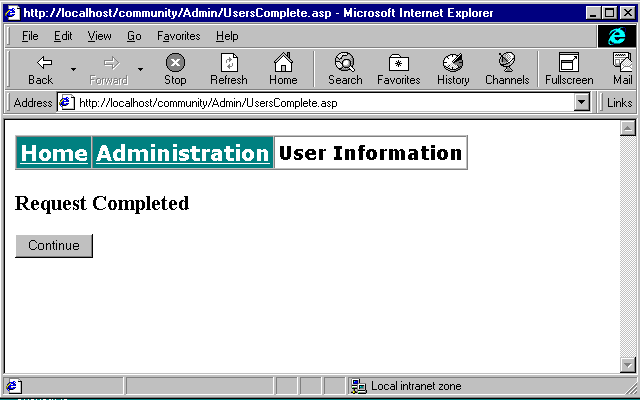 http://localhost/community/Admin/UsersComplete.asp - Microsoft Internet Explorer
File Edit View Go Favorites Help
Back Forward Stop Refresh Home Search Favorites History Channels Fullscreen Mail
Address http://localhost/community/Admin/UsersComplete.asp Links
Home Administration User Information
Request Completed
Continue
Local intranet zone